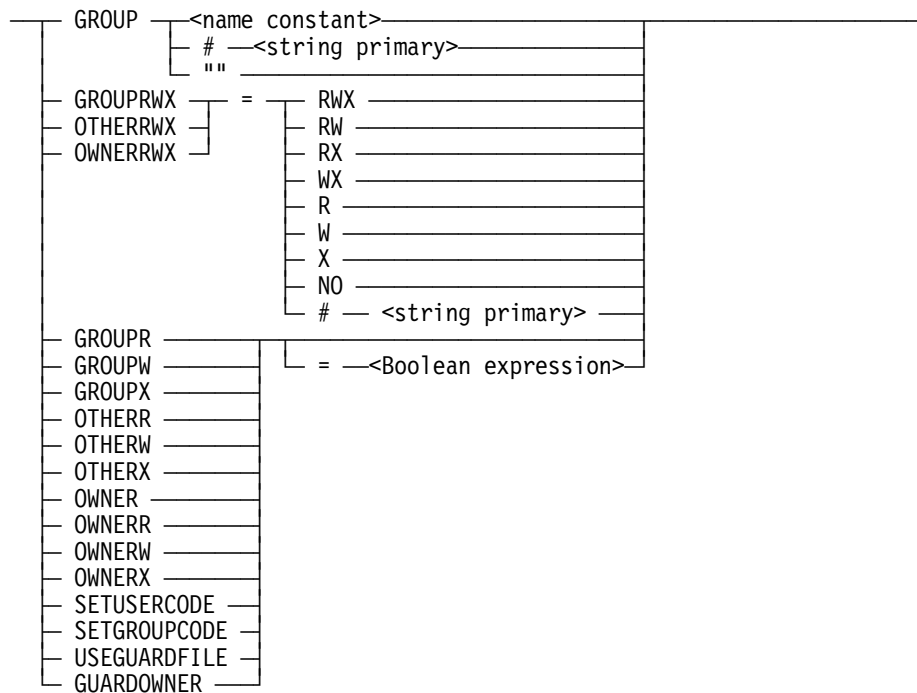 GROUP <name constant>
# <string primary>
""
GROUPRWX = RWX
OTHERRWX RW
OWNERRWX RX
WX
R
W
X
NO
# <string primary>
GROUPR
GROUPW = <Boolean expression>
GROUPX
OTHERR
OTHERW
OTHERX
OWNER
OWNERR
OWNERW
OWNERX
SETUSERCODE
SETGROUPCODE
USEGUARDFILE
GUARDOWNER